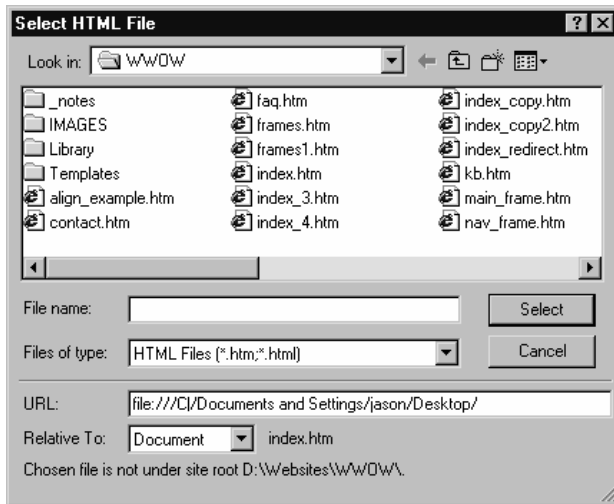 Select HTML File
Look in: WWOW
_notes faq.htm index_copy.htm
IMAGES frames.htm index_copy2.htm
Library frames1.htm index_redirect.htm
Templates index.htm kb.htm
align_example.htm index_3.htm main_frame.htm
contact.htm index_4.htm nav_frame.htm
File name: Select
Files of type: HTML Files (*.htm;*.html) Cancel
URL: file:///C|/Documents and Settings/jason/Desktop/
Relative To: Document index.htm
Chosen file is not under site root D:\Websites\WWOW\.